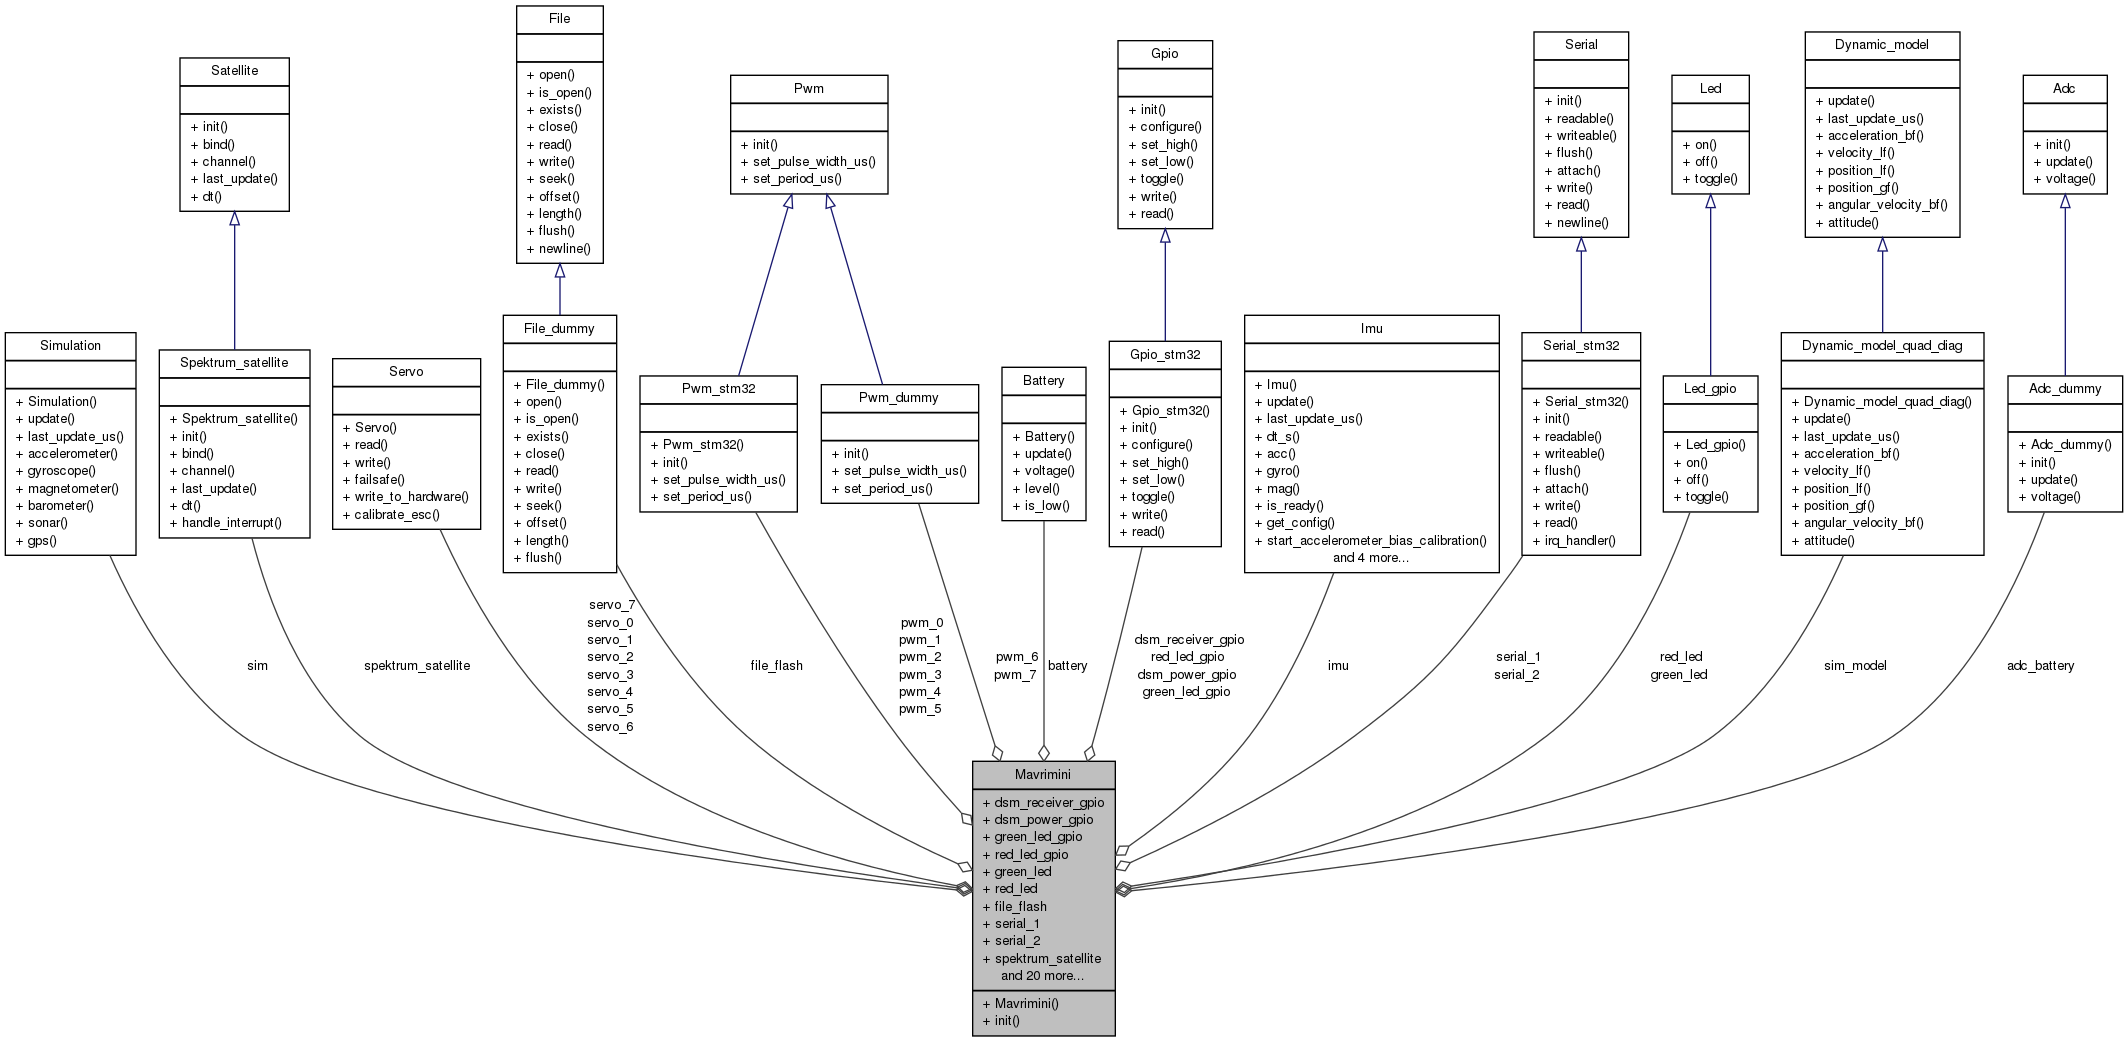 File
+ open()
+ is_open()
+ exists()
+ close()
+ read()
+ write()
+ seek()
+ offset()
+ length()
+ flush()
+ newline()
Satellite
+ init()
+ bind()
+ channel()
+ last_update()
+ dt()
Pwm
+ init()
+ set_pulse_width_us()
+ set_period_us()
Gpio
+ init()
+ configure()
+ set_high()
+ set_low()
+ toggle()
+ write()
+ read()
Serial
+ init()
+ readable()
+ writeable()
+ flush()
+ attach()
+ write()
+ read()
+ newline()
Led
+ on()
+ off()
+ toggle()
Dynamic_model
+ update()
+ last_update_us()
+ acceleration_bf()
+ velocity_lf()
+ position_lf()
+ position_gf()
+ angular_velocity_bf()
+ attitude()
Adc
+ init()
+ update()
+ voltage()
Simulation
+ Simulation()
+ update()
+ last_update_us()
+ accelerometer()
+ gyroscope()
+ magnetometer()
+ barometer()
+ sonar()
+ gps()
Spektrum_satellite
+ Spektrum_satellite()
+ init()
+ bind()
+ channel()
+ last_update()
+ dt()
+ handle_interrupt()
Servo
+ Servo()
+ read()
+ write()
+ failsafe()
+ write_to_hardware()
+ calibrate_esc()
File_dummy
+ File_dummy()
+ open()
+ is_open()
+ exists()
+ close()
+ read()
+ write()
+ seek()
+ offset()
+ length()
+ flush()
Pwm_stm32
+ Pwm_stm32()
+ init()
+ set_pulse_width_us()
+ set_period_us()
Pwm_dummy
+ init()
+ set_pulse_width_us()
+ set_period_us()
Battery
+ Battery()
+ update()
+ voltage()
+ level()
+ is_low()
Gpio_stm32
+ Gpio_stm32()
+ init()
+ configure()
+ set_high()
+ set_low()
+ toggle()
+ write()
+ read()
Imu
+ Imu()
+ update()
+ last_update_us()
+ dt_s()
+ acc()
+ gyro()
+ mag()
+ is_ready()
+ get_config()
+ start_accelerometer_bias_calibration()
and 4 more...
Serial_stm32
+ Serial_stm32()
+ init()
+ readable()
+ writeable()
+ flush()
+ attach()
+ write()
+ read()
+ irq_handler()
Led_gpio
+ Led_gpio()
+ on()
+ off()
+ toggle()
Dynamic_model_quad_diag
+ Dynamic_model_quad_diag()
+ update()
+ last_update_us()
+ acceleration_bf()
+ velocity_lf()
+ position_lf()
+ position_gf()
+ angular_velocity_bf()
+ attitude()
Adc_dummy
+ Adc_dummy()
+ init()
+ update()
+ voltage()
sim
spektrum_satellite
servo_7
servo_0
servo_1
servo_2
servo_3
servo_4
servo_5
servo_6
file_flash
pwm_0
pwm_1
pwm_2
pwm_3
pwm_4
pwm_5
pwm_6
pwm_7
battery
dsm_receiver_gpio
red_led_gpio
dsm_power_gpio
green_led_gpio
imu
serial_1
serial_2
red_led
green_led
sim_model
adc_battery
Mavrimini
+ dsm_receiver_gpio
+ dsm_power_gpio
+ green_led_gpio
+ red_led_gpio
+ green_led
+ red_led
+ file_flash
+ serial_1
+ serial_2
+ spektrum_satellite
and 20 more...
+ Mavrimini()
+ init()